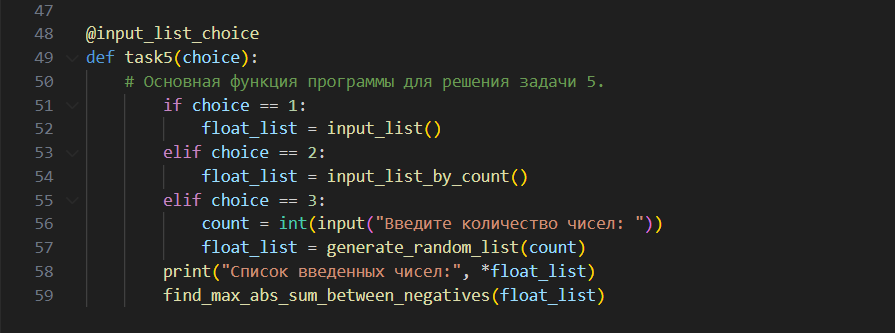 47
48 @input_list_choice
49 def task5(choice):
50     # Основная функция программы для решения задачи 5.
51         if choice == 1:
52             float_list = input_list()
53         elif choice == 2:
54             float_list = input_list_by_count()
55         elif choice == 3:
56             count = int(input("Введите количество чисел: "))
57             float_list = generate_random_list(count)
58         print("Список введенных чисел:", *float_list)
59         find_max_abs_sum_between_negatives(float_list)